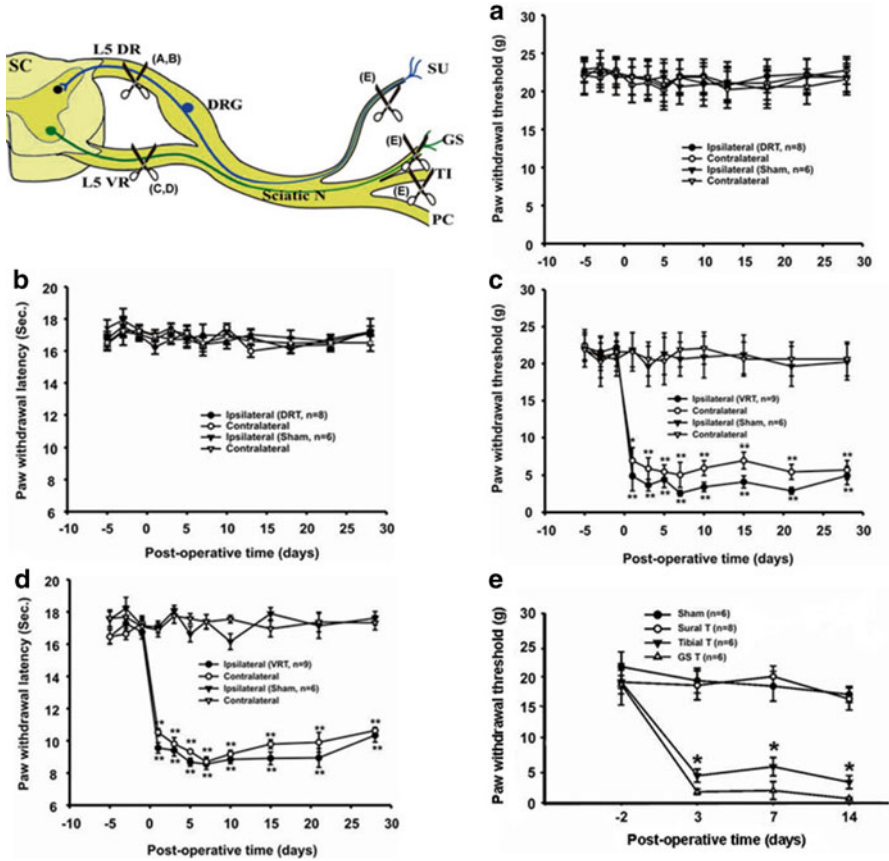 SC
L5 DR
(A,B)
DRG
(E)
SU
(E)
GS
TI
(E)
PC
L5 VR
(C,D)
Sciatic N
a
Paw withdrawal threshold (g)
30
25
20
15
10
5
0
Ipsilateral (DRT, n=8)
Contralateral
Ipsilateral (Sham, n=6)
Contralateral
-10 -5 0 5 10 15 20 25 30
Post-operative time (days)
b
Paw withdrawal latency (Sec.)
20
18
16
14
12
10
8
6
Ipsilateral (DRT, n=8)
Contralateral
Ipsilateral (Sham, n=6)
Contralateral
-10 -5 0 5 10 15 20 25 30
Post-operative time (days)
c
Paw withdrawal threshold (g)
30
25
20
15
10
5
0
Ipsilateral (VRT, n=9)
Contralateral
Ipsilateral (Sham, n=6)
Contralateral
* ** ** ** ** ** ** **
** ** ** ** ** ** ** **
-10 -5 0 5 10 15 20 25 30
Post-operative time (days)
d
Paw withdrawal latency (Sec.)
20
18
16
14
12
10
8
6
Ipsilateral (VRT, n=9)
Contralateral
Ipsilateral (Sham, n=6)
Contralateral
** ** ** ** ** ** ** **
** ** ** ** ** ** ** **
-10 -5 0 5 10 15 20 25 30
Post-operative time (days)
e
Paw withdrawal threshold (g)
30
25
20
15
10
5
0
Sham (n=6)
Sural T (n=8)
Tibial T (n=6)
GS T (n=6)
* * *
-2 3 7 14
Post-operative time (days)